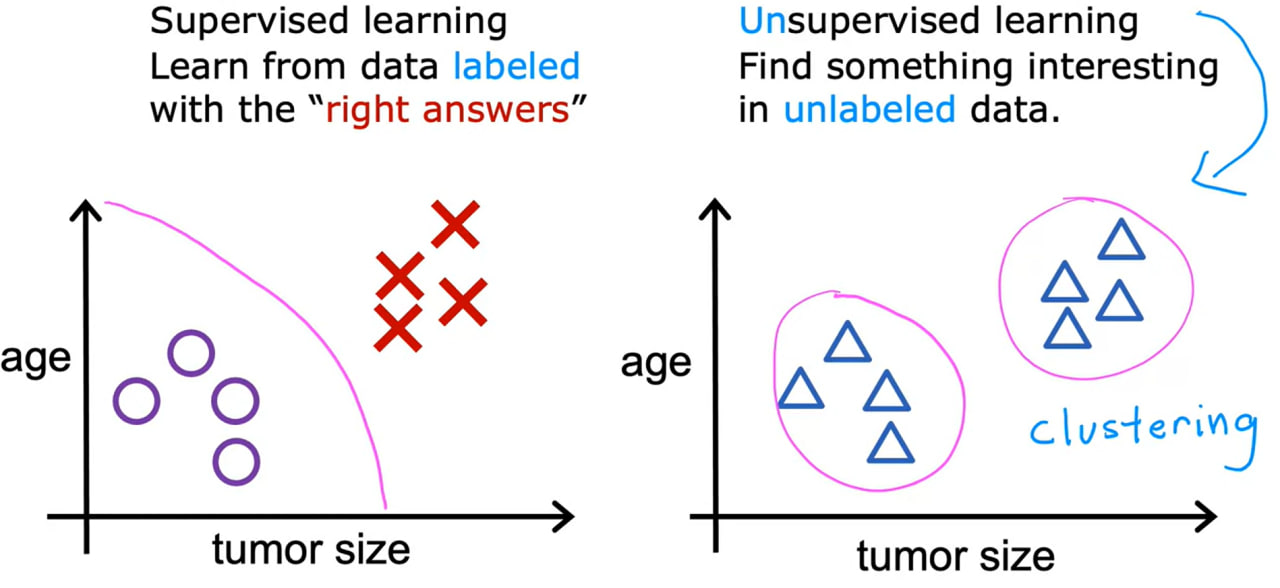 Supervised learning
Learn from data labeled
with the “right answers”
age
tumor size
Unsupervised learning
Find something interesting
in unlabeled data.
age
clustering
tumor size